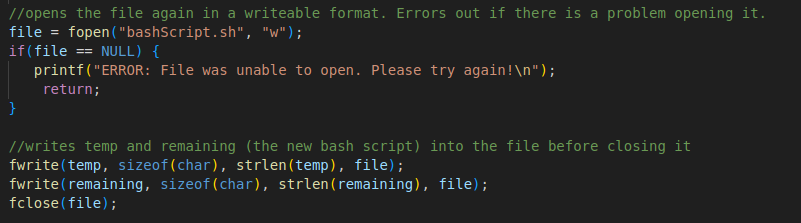 //opens the file again in a writeable format. Errors out if there is a problem opening it.
file = fopen("bashScript.sh", "w");
if(file == NULL) {
   printf("ERROR: File was unable to open. Please try again!\n");
    return;
}

//writes temp and remaining (the new bash script) into the file before closing it
fwrite(temp, sizeof(char), strlen(temp), file);
fwrite(remaining, sizeof(char), strlen(remaining), file);
fclose(file);